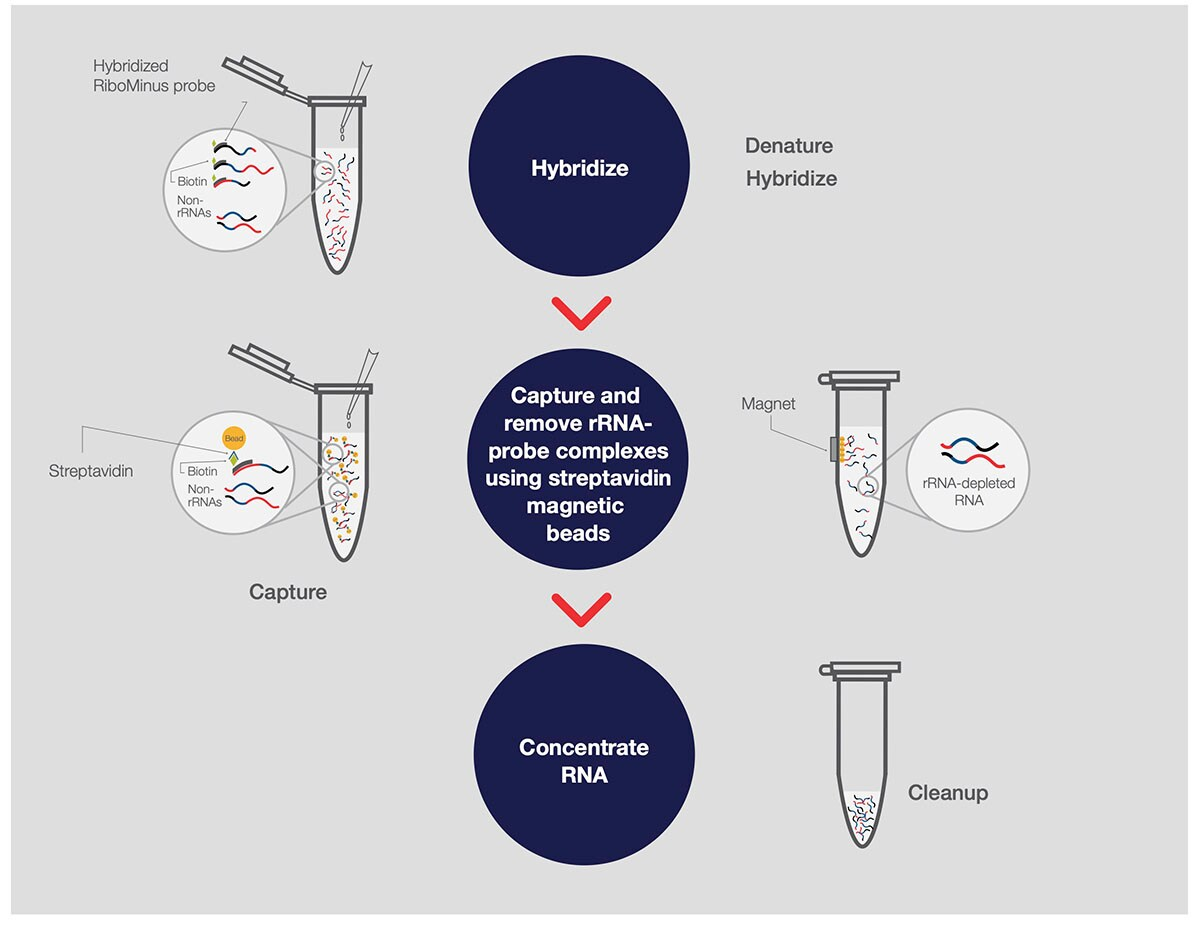 Hybridized
RiboMinus probe
Biotin
Non-
rRNAs
Hybridize
Denature
Hybridize
Streptavidin
Bead
Biotin
Non-
rRNAs
Capture
Capture and
remove rRNA-
probe complexes
using streptavidin
magnetic
beads
Magnet
rRNA-depleted
RNA
Concentrate
RNA
Cleanup